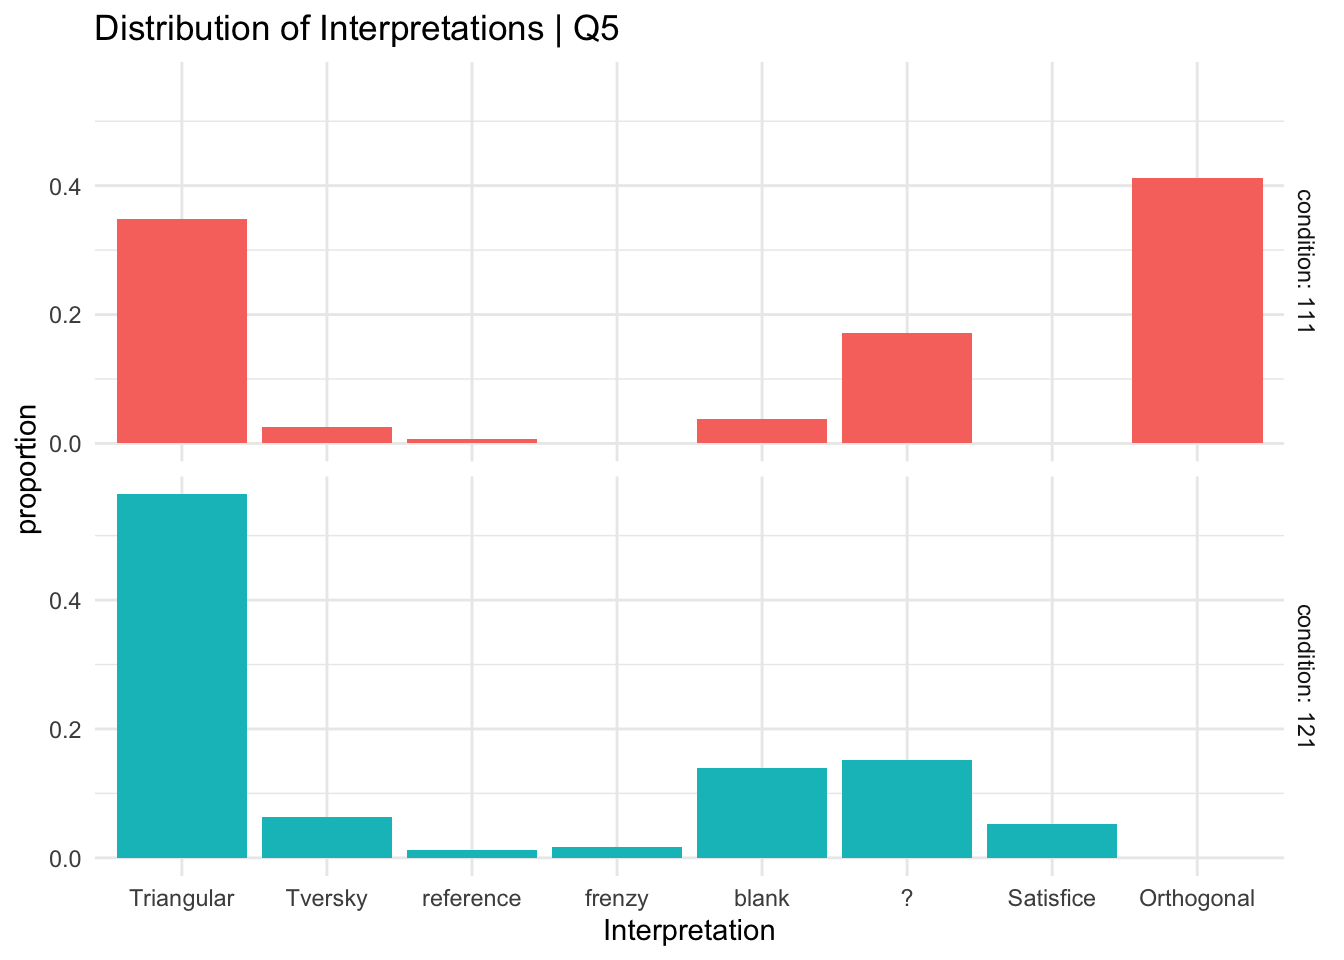 Distribution of Interpretations | Q5
0.4
0.2
0.0
condition: 111
proportion
0.4
0.2
0.0
condition: 121
Triangular Tversky reference frenzy blank ? Satisfice Orthogonal
Interpretation